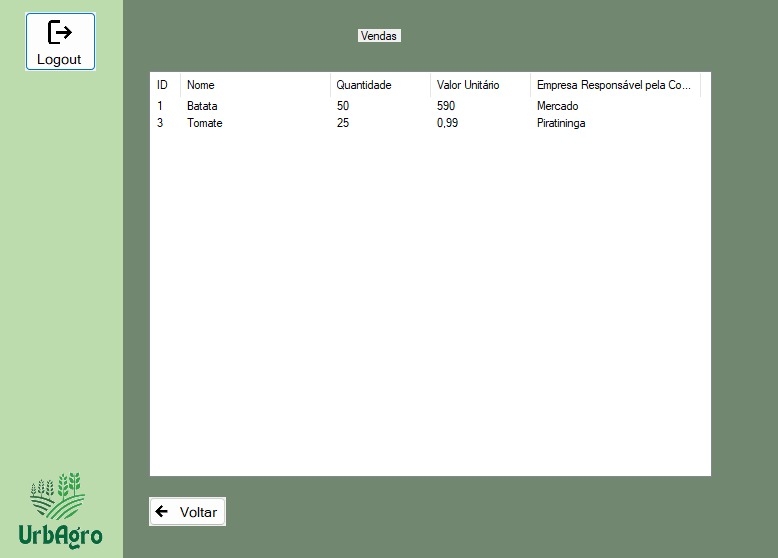 Logout
Vendas
ID Nome Quantidade Valor Unitário Empresa Responsável pela Co...
1 Batata 50 590 Mercado
3 Tomate 25 0,99 Piratininga
Voltar
UrbAgro